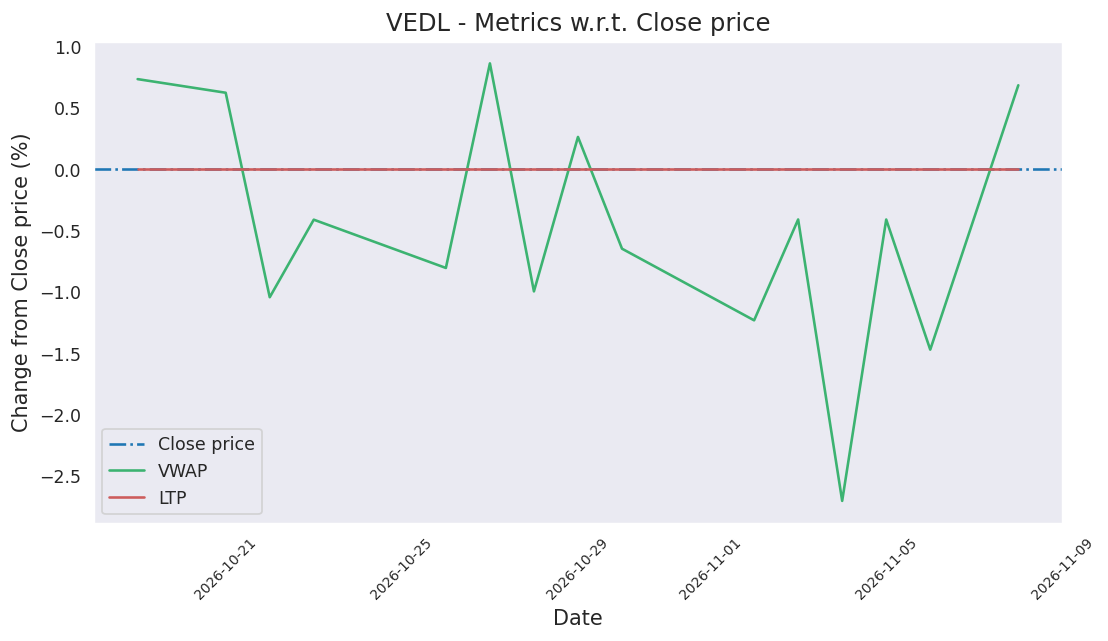 VEDL - Metrics w.r.t. Close price
Change from Close price (%)
1.0
0.5
0.0
−0.5
−1.0
−1.5
−2.0
−2.5
Close price
VWAP
LTP
2026-10-21
2026-10-25
2026-10-29
2026-11-01
2026-11-05
2026-11-09
Date